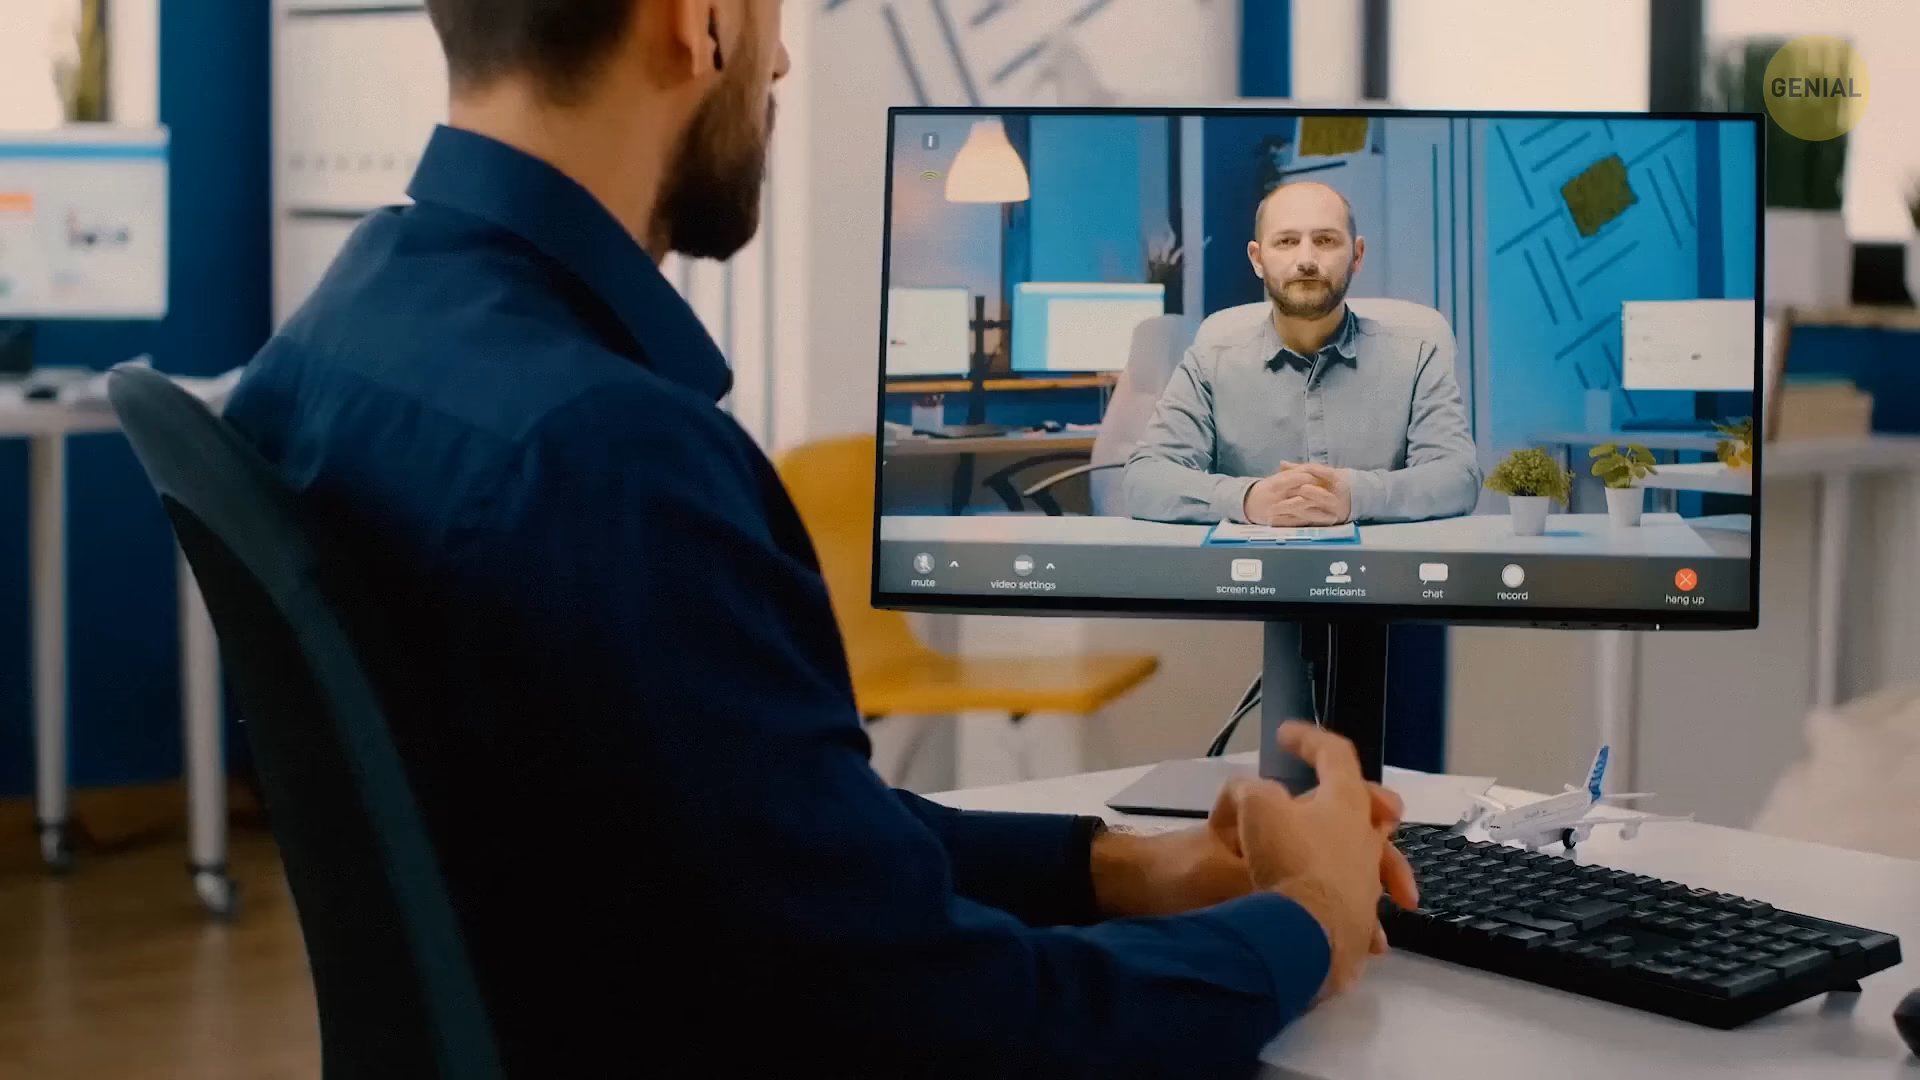 GENIAL
mute
video settings
screen share
participants
chat
record
hang up